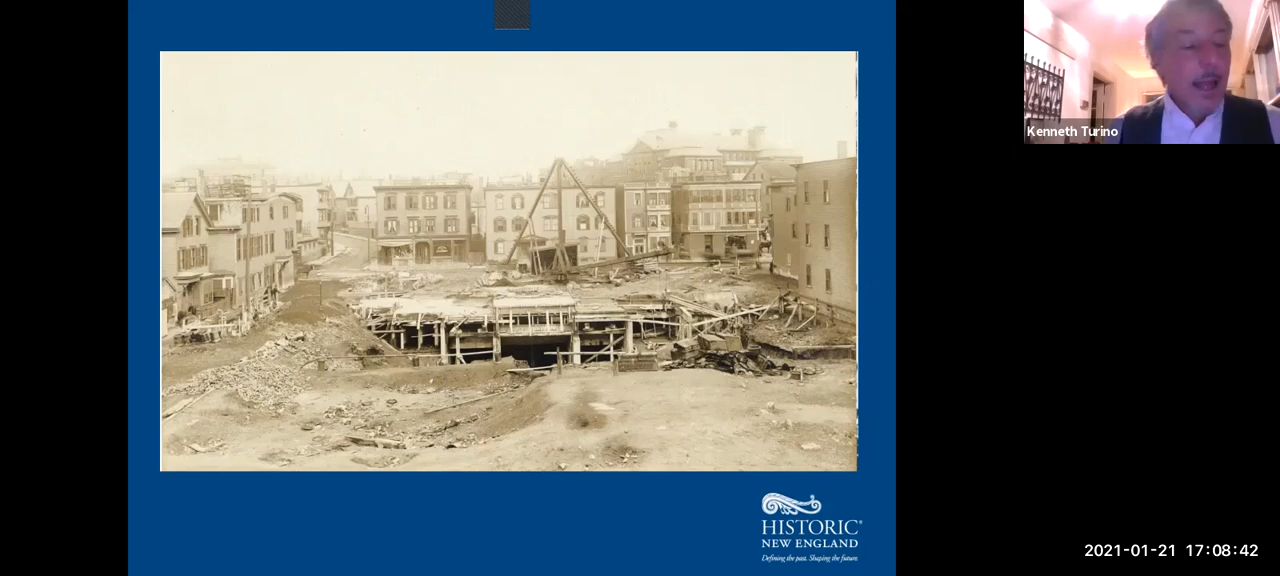 Kenneth Turino
HISTORIC®
NEW ENGLAND
Defining the past. Shaping the future.
2021-01-21 17:08:42